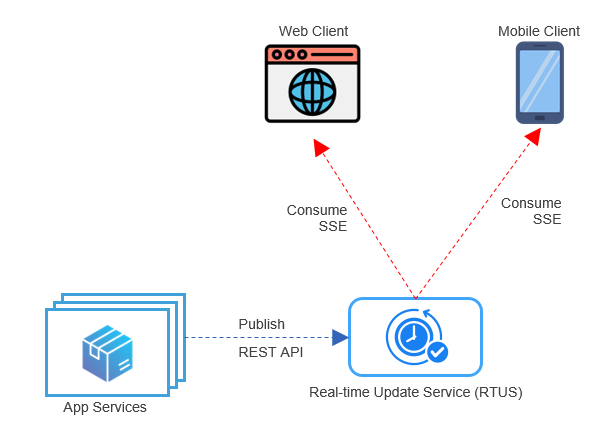 Web Client
Mobile Client
Consume
SSE
Consume
SSE
Publish
REST API
App Services
Real-time Update Service (RTUS)